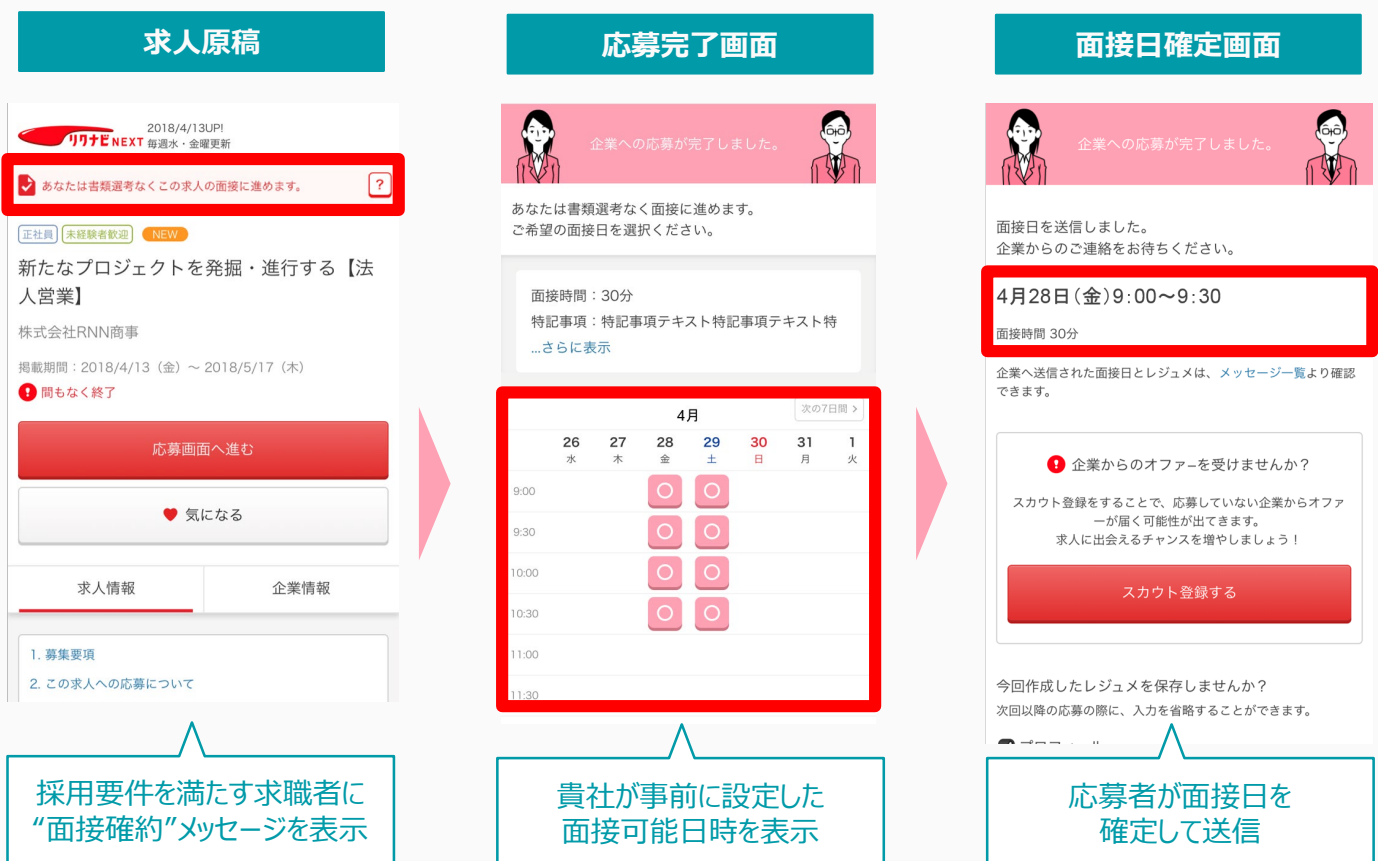 求人原稿
応募完了画面
面接日確定画面
リクナビNEXT
2018/4/13UP!
毎週水・金曜更新
あなたは書類選考なくこの求人の面接に進めます。
?
正社員 未経験者歓迎 NEW
新たなプロジェクトを発掘・進行する【法
人営業】
株式会社RNN商事
掲載期間：2018/4/13（金）～ 2018/5/17（木）
間もなく終了
応募画面へ進む
気になる
求人情報 企業情報
1. 募集要項
2. この求人への応募について
採用要件を満たす求職者に
“面接確約”メッセージを表示
企業への応募が完了しました。
あなたは書類選考なく面接に進めます。
ご希望の面接日を選択ください。
面接時間：30分
特記事項：特記事項テキスト特記事項テキスト特
...さらに表示
4月
次の7日間 >
26 27 28 29 30 31 1
水 木 金 土 日 月 火
9:00
9:30
10:00
10:30
11:00
11:30
貴社が事前に設定した
面接可能日時を表示
企業への応募が完了しました。
面接日を送信しました。
企業からのご連絡をお待ちください。
4月28日（金）9:00～9:30
面接時間 30分
企業へ送信された面接日とレジュメは、メッセージ一覧より確認
できます。
企業からのオファーを受けませんか？
スカウト登録をすることで、応募していない企業からオファ
ーが届く可能性が出てきます。
求人に出会えるチャンスを増やしましょう！
スカウト登録する
今回作成したレジュメを保存しませんか？
次回以降の応募の際に、入力を省略することができます。
応募者が面接日を
確定して送信